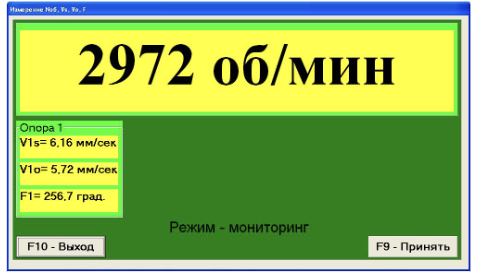 Измерение Nоб, Vs, Vo, F
2972 об/мин
Опора 1
V1s= 6,16 мм/сек
V1o= 5,72 мм/сек
F1= 256,7 град.
Режим - мониторинг
F10 - Выход
F9 - Принять